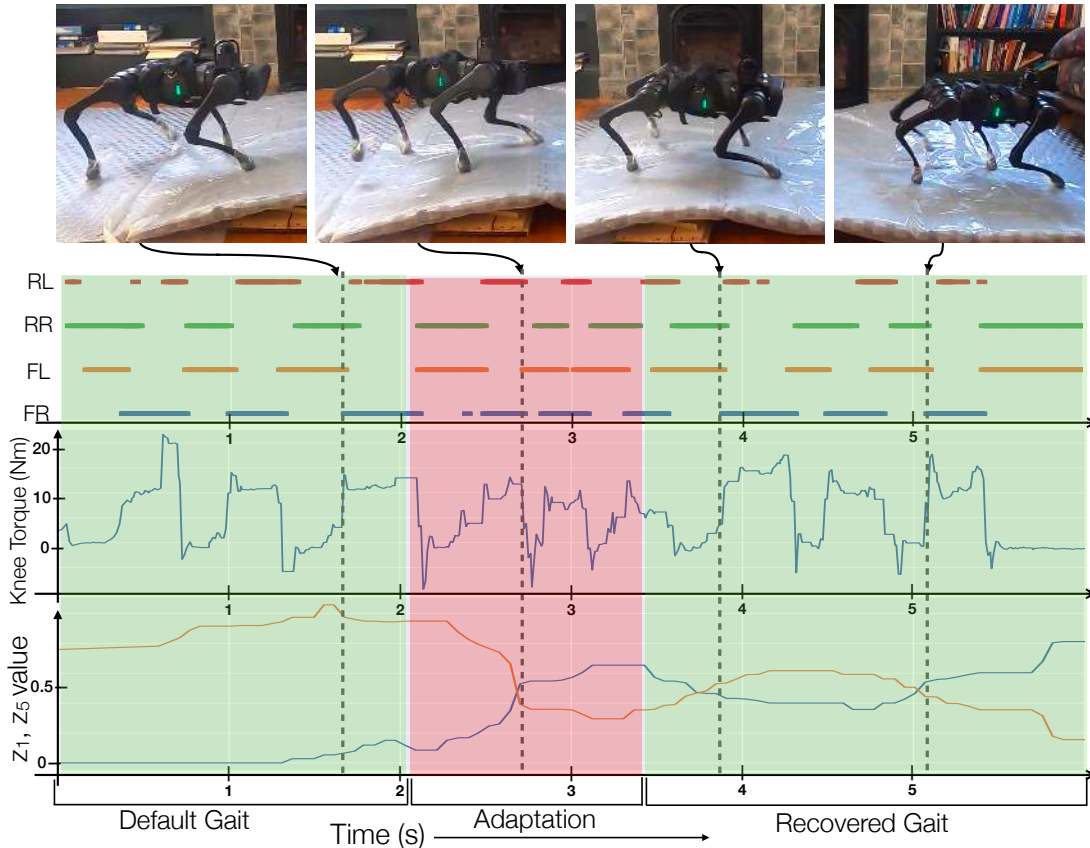 RL
RR
FL
FR
1 2 3 4 5
Knee Torque (Nm)
20
10
0
1 2 3 4 5
Z1, Z5 value
0.5
0
1 2 3 4 5
Default Gait
Adaptation
Recovered Gait
Time (s)